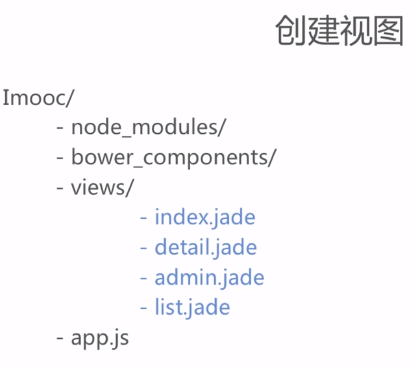 创建视图
Imooc/
- node_modules/
- bower_components/
- views/
- index.jade
- detail.jade
- admin.jade
- list.jade
- app.js